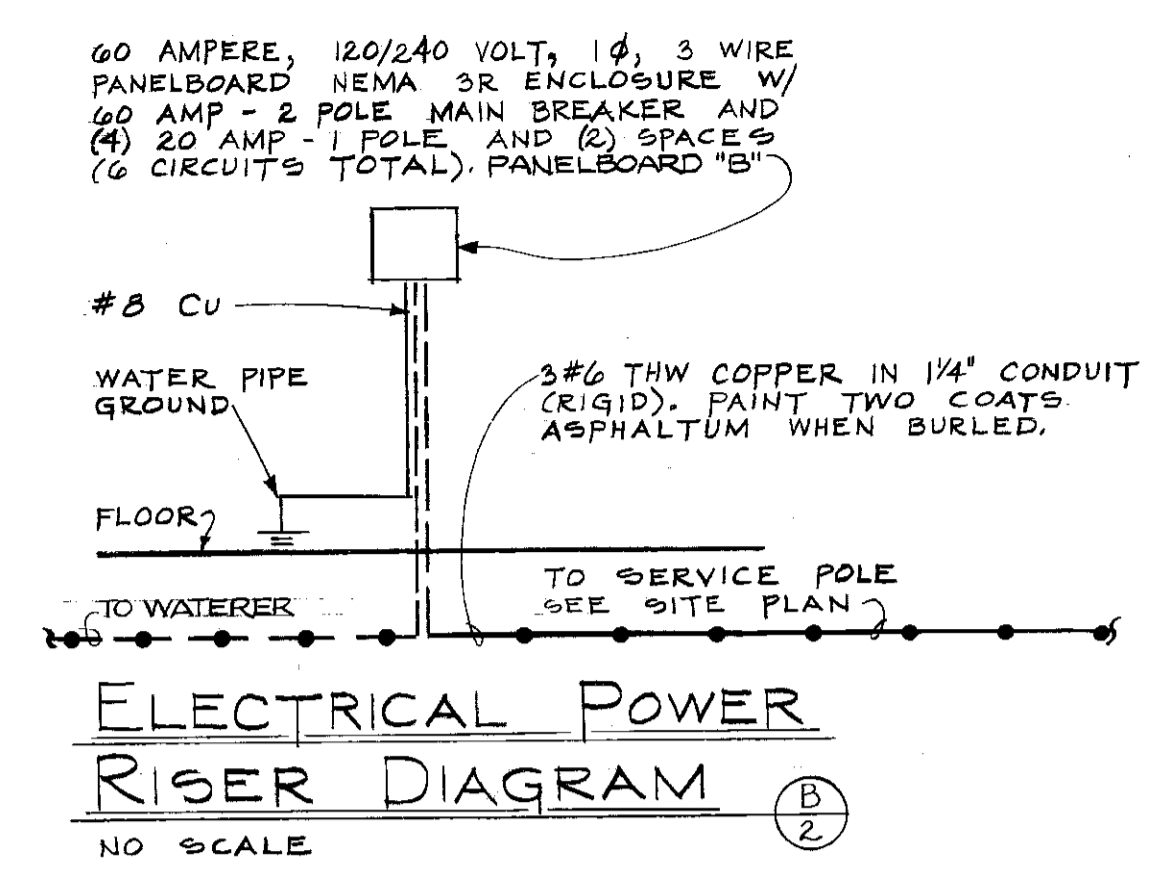 60 AMPERE, 120/240 VOLT, 1φ, 3 WIRE
PANELBOARD NEMA 3R ENCLOSURE W/
60 AMP - 2 POLE MAIN BREAKER AND
(4) 20 AMP - 1 POLE AND (2) SPACES
(6 CIRCUITS TOTAL). PANELBOARD "B"
#8 CU
WATER PIPE
GROUND
3#6 THW COPPER IN 1¼" CONDUIT
(RIGID). PAINT TWO COATS
ASPHALTUM WHEN BURLED.
FLOOR
TO SERVICE POLE
SEE SITE PLAN
TO WATERER
ELECTRICAL POWER
RISER DIAGRAM
B
2
NO SCALE